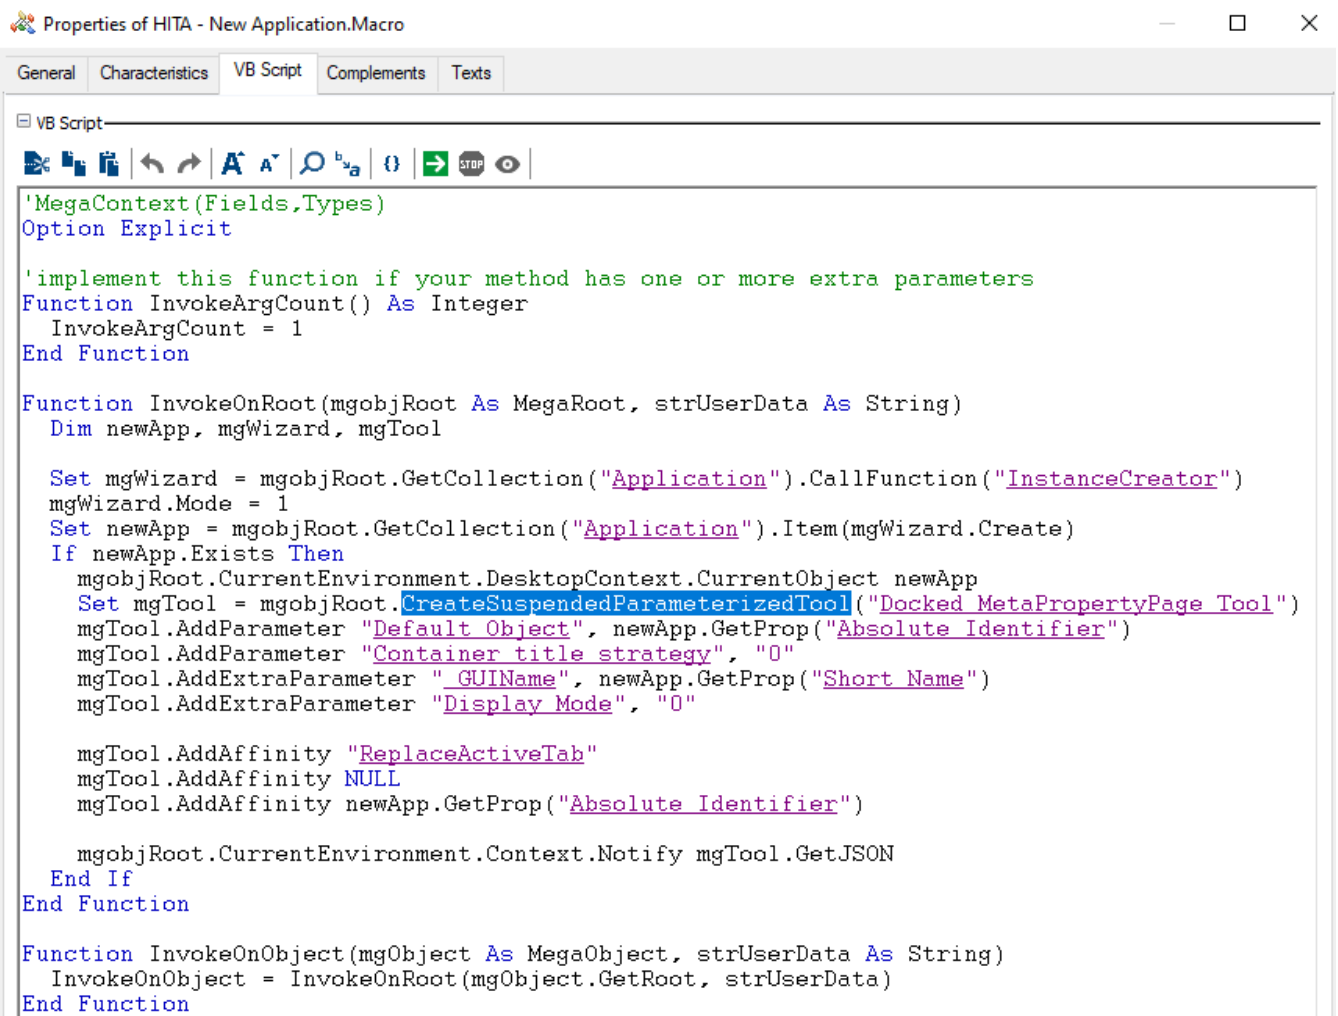 Properties of HITA - New Application.Macro
General Characteristics VB Script Complements Texts
VB Script
A A b a {} STOP
'MegaContext(Fields,Types)
Option Explicit
'implement this function if your method has one or more extra parameters
Function InvokeArgCount() As Integer
InvokeArgCount = 1
End Function
Function InvokeOnRoot(mgobjRoot As MegaRoot, strUserData As String)
Dim newApp, mgWizard, mgTool
Set mgWizard = mgobjRoot.GetCollection("Application").CallFunction("InstanceCreator")
mgWizard.Mode = 1
Set newApp = mgobjRoot.GetCollection("Application").Item(mgWizard.Create)
If newApp.Exists Then
mgobjRoot.CurrentEnvironment.DesktopContext.CurrentObject newApp
Set mgTool = mgobjRoot.CreateSuspendedParameterizedTool("Docked MetaPropertyPage Tool")
mgTool.AddParameter "Default Object", newApp.GetProp("Absolute Identifier")
mgTool.AddParameter "Container title strategy", "0"
mgTool.AddExtraParameter "_GUIName", newApp.GetProp("Short Name")
mgTool.AddExtraParameter "Display Mode", "0"
mgTool.AddAffinity "ReplaceActiveTab"
mgTool.AddAffinity NULL
mgTool.AddAffinity newApp.GetProp("Absolute Identifier")
mgobjRoot.CurrentEnvironment.Context.Notify mgTool.GetJSON
End If
End Function
Function InvokeOnObject(mgObject As MegaObject, strUserData As String)
InvokeOnObject = InvokeOnRoot(mgObject.GetRoot, strUserData)
End Function